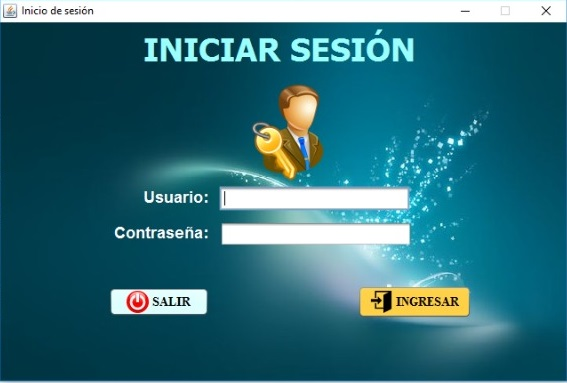 Inicio de sesión
INICIAR SESIÓN
Usuario:
Contraseña:
SALIR
INGRESAR